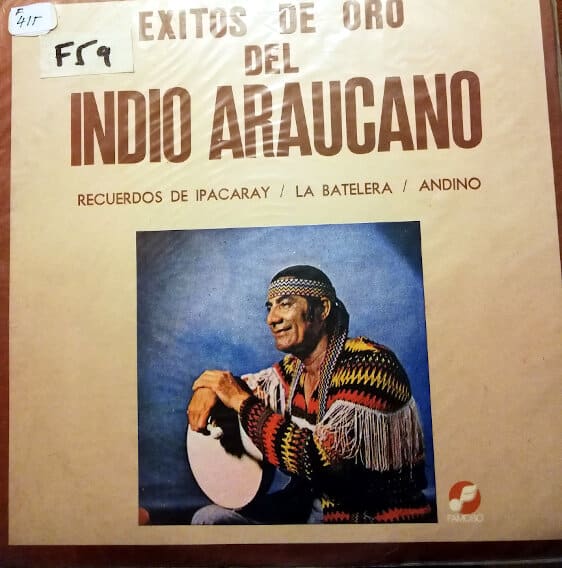 F
415
F59
EXITOS DE ORO
DEL
INDIO ARAUCANO
RECUERDOS DE IPACARAY / LA BATELERA / ANDINO
FAMOSO